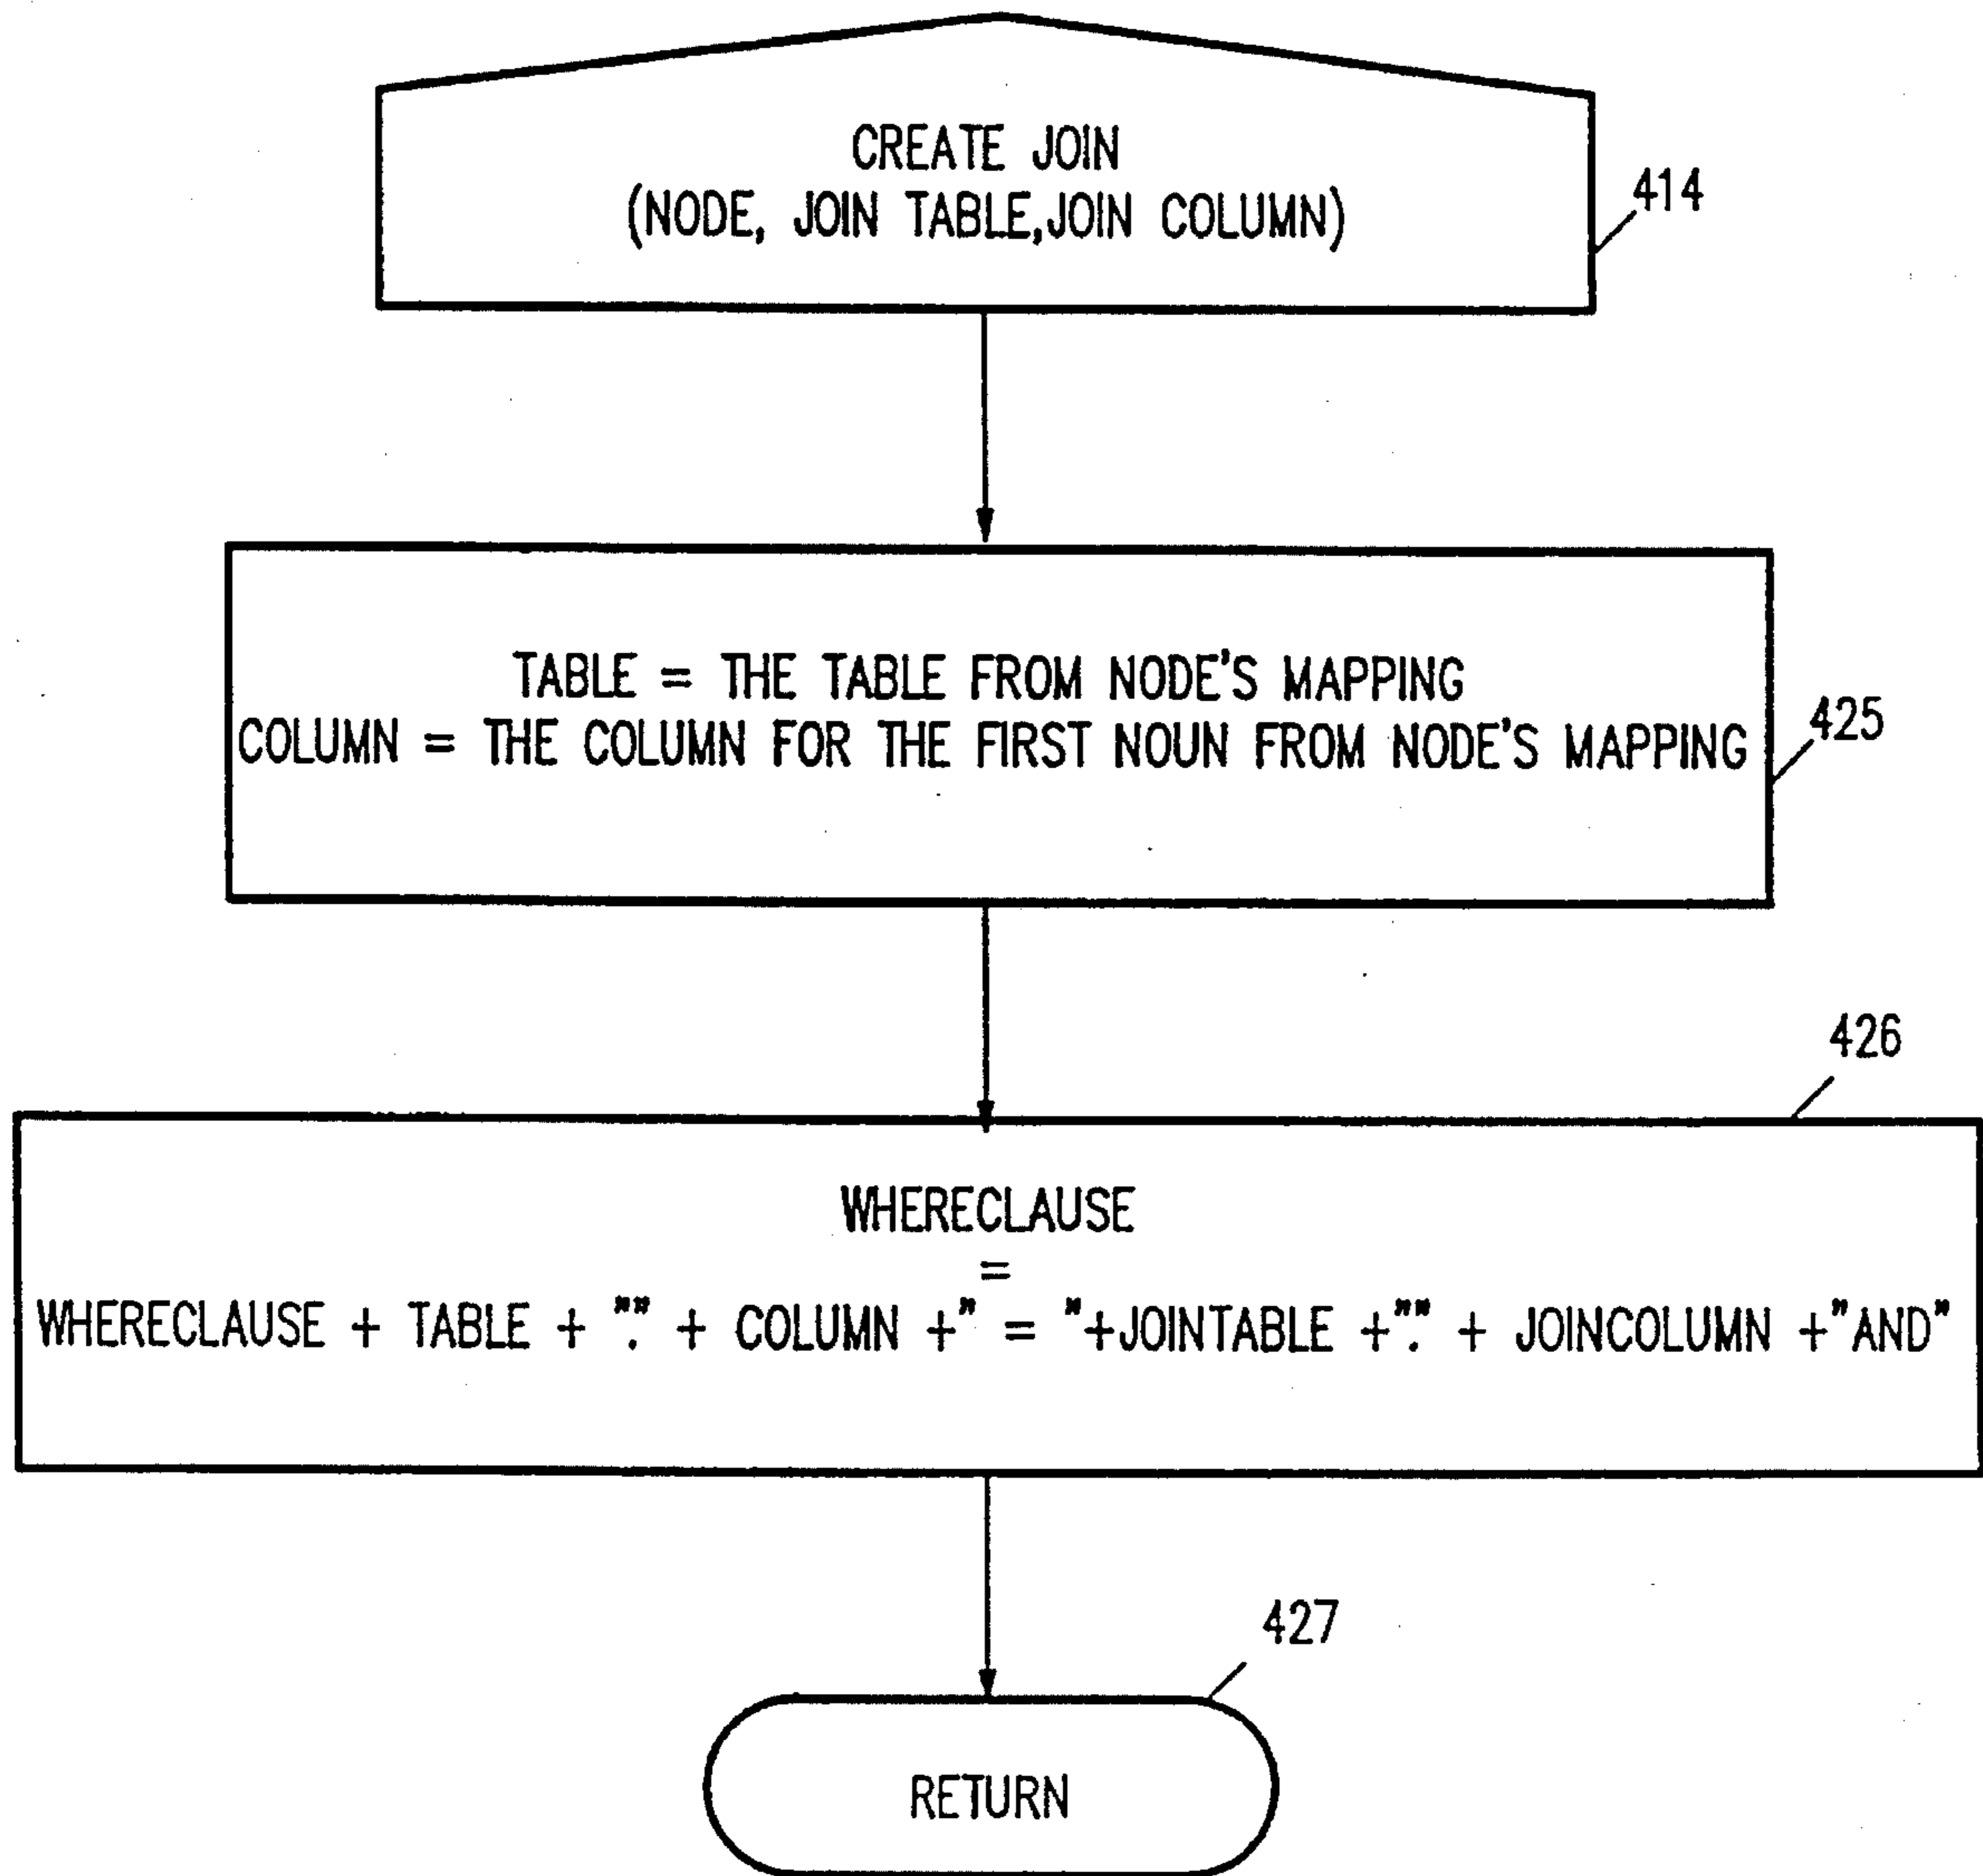 CREATE JOIN
(NODE, JOIN TABLE,JOIN COLUMN)
414
TABLE = THE TABLE FROM NODE'S MAPPING
COLUMN = THE COLUMN FOR THE FIRST NOUN FROM NODE'S MAPPING
425
426
WHERECLAUSE
=
WHERECLAUSE + TABLE + "." + COLUMN +" = "+JOINTABLE +"." + JOINCOLUMN +"AND"
427
RETURN